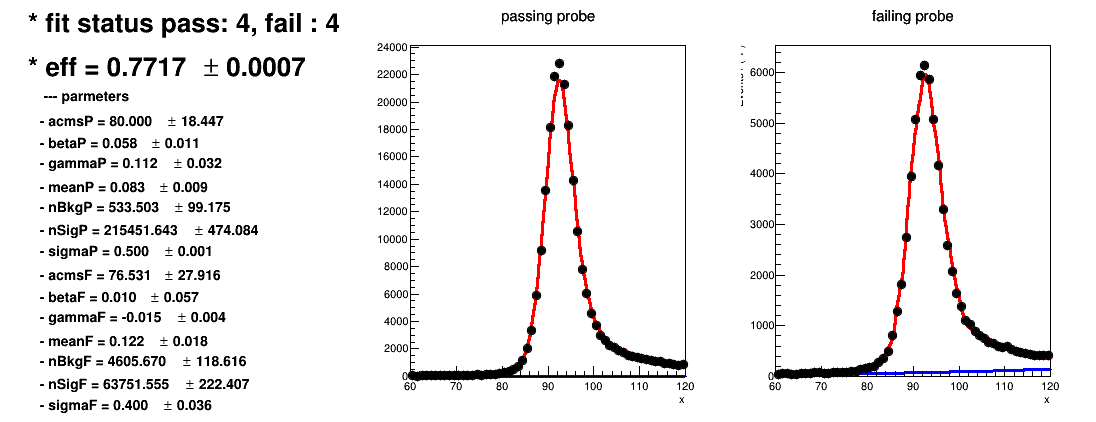 * fit status pass: 4, fail : 4
* eff = 0.7717 ± 0.0007
--- parmeters
- acmsP = 80.000 ± 18.447
- betaP = 0.058 ± 0.011
- gammaP = 0.112 ± 0.032
- meanP = 0.083 ± 0.009
- nBkgP = 533.503 ± 99.175
- nSigP = 215451.643 ± 474.084
- sigmaP = 0.500 ± 0.001
- acmsF = 76.531 ± 27.916
- betaF = 0.010 ± 0.057
- gammaF = -0.015 ± 0.004
- meanF = 0.122 ± 0.018
- nBkgF = 4605.670 ± 118.616
- nSigF = 63751.555 ± 222.407
- sigmaF = 0.400 ± 0.036
passing probe
24000
22000
20000
18000
16000
14000
12000
10000
8000
6000
4000
2000
0
60 70 80 90 100 110 120
x
failing probe
6000
5000
4000
3000
2000
1000
0
60 70 80 90 100 110 120
x